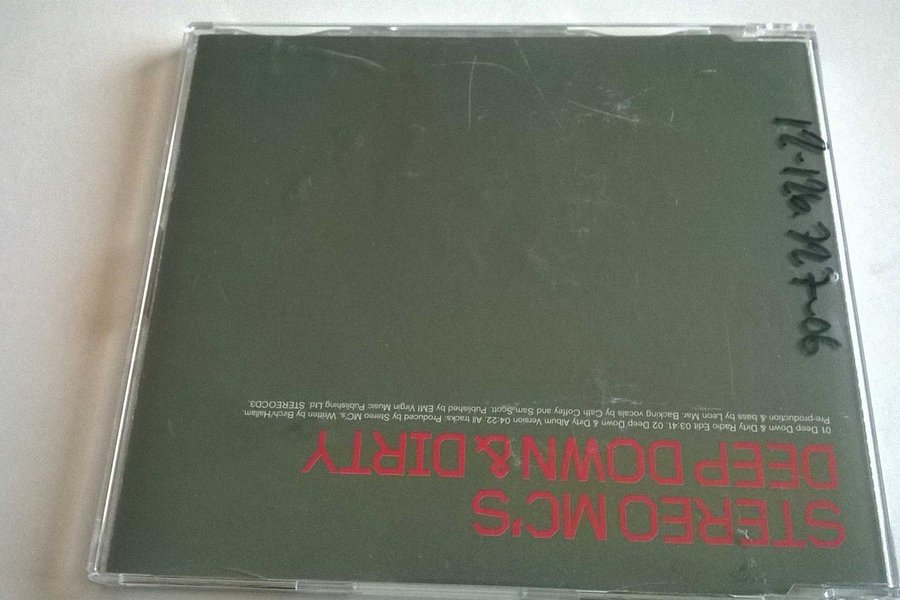 STEREO MC'S
DEEP DOWN & DIRTY
01 Deep Down & Dirty Radio Edit 03:41. 02 Deep Down & Dirty Album Version 04:22. All tracks: Produced by Stereo MC's. Written by Birch/Hallam.
Pre-production & bass by Leon Mar. Backing vocals by Cath Coffey and Sam Scott. Published by EMI Virgin Music Publishing Ltd. STEREOCD3.